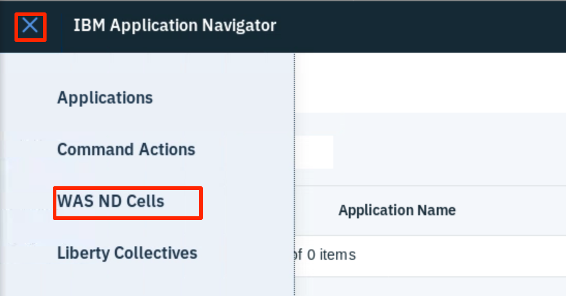 IBM Application Navigator
Applications
Command Actions
WAS ND Cells
Application Name
Liberty Collectives
of 0 items